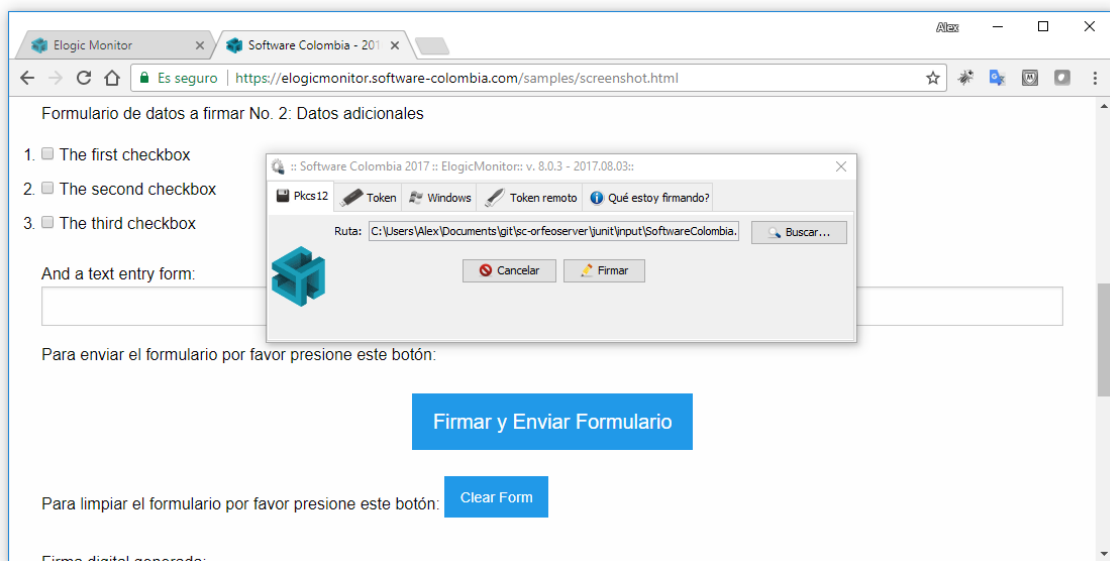 Alex
Elogic Monitor
Software Colombia - 201
Es seguro
https://elogicmonitor.software-colombia.com/samples/screenshot.html
Formulario de datos a firmar No. 2: Datos adicionales
1. The first checkbox
2. The second checkbox
3. The third checkbox
:: Software Colombia 2017 :: ElogicMonitor:: v. 8.0.3 - 2017.08.03::
Pkcs12 Token Windows Token remoto Qué estoy firmando?
Ruta: C:\Users\Alex\Documents\git\sc-orfeoserver\junit\input\SoftwareColombia. Buscar...
Cancelar Firmar
And a text entry form:
Para enviar el formulario por favor presione este botón:
Firmar y Enviar Formulario
Para limpiar el formulario por favor presione este botón: Clear Form
Firma digital generada: